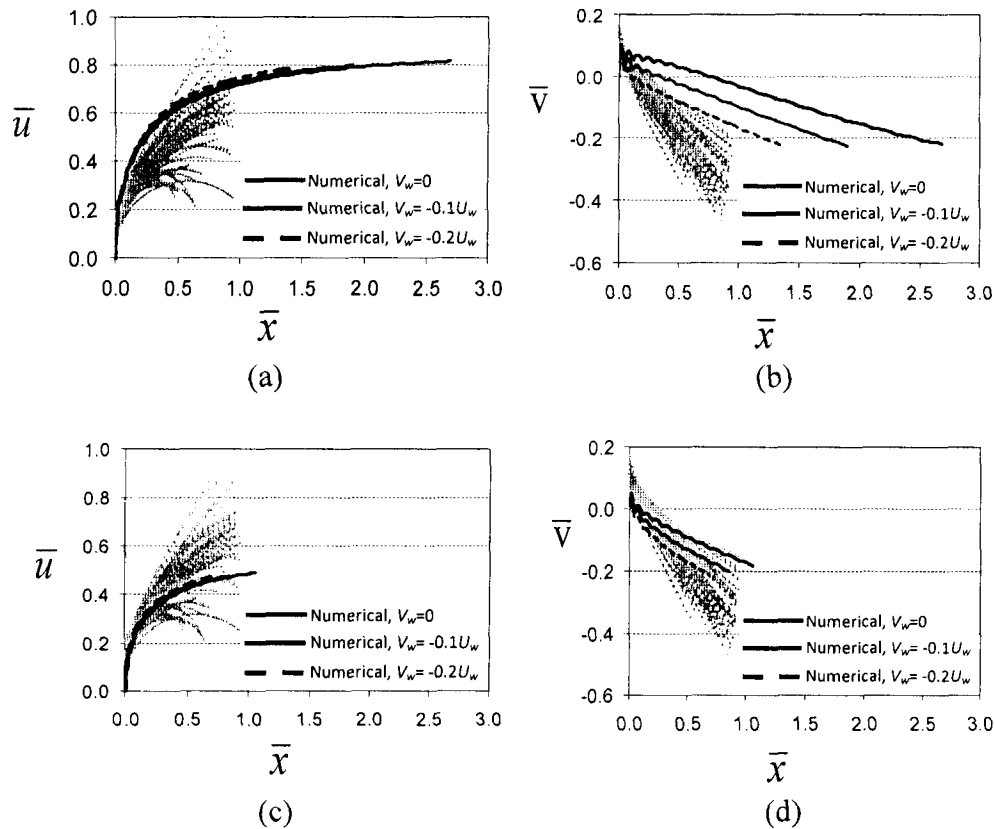 1.0
0.8
0.6
0.4
0.2
0.0
u̅
Numerical, Vw=0
Numerical, Vw= -0.1Uw
Numerical, Vw= -0.2Uw
0.0 0.5 1.0 1.5 2.0 2.5 3.0
x̅
(a)
0.2
0.0
-0.2
-0.4
-0.6
v̅
Numerical, Vw=0
Numerical, Vw= -0.1Uw
Numerical, Vw= -0.2Uw
0.0 0.5 1.0 1.5 2.0 2.5 3.0
x̅
(b)
1.0
0.8
0.6
0.4
0.2
0.0
u̅
Numerical, Vw=0
Numerical, Vw= -0.1Uw
Numerical, Vw= -0.2Uw
0.0 0.5 1.0 1.5 2.0 2.5 3.0
x̅
(c)
0.2
0.0
-0.2
-0.4
-0.6
v̅
Numerical, Vw=0
Numerical, Vw= -0.1Uw
Numerical, Vw= -0.2Uw
0.0 0.5 1.0 1.5 2.0 2.5 3.0
x̅
(d)